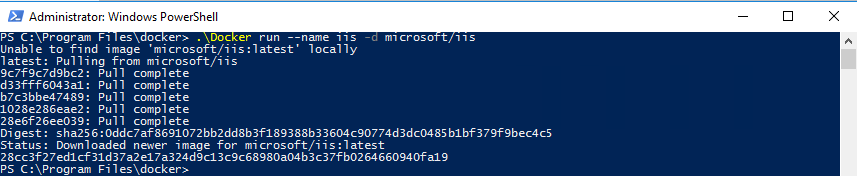 Administrator: Windows PowerShell
PS C:\Program Files\docker> .\Docker run --name iis -d microsoft/iis
Unable to find image 'microsoft/iis:latest' locally
latest: Pulling from microsoft/iis
9c7f9c7d9bc2: Pull complete
d33fff6043a1: Pull complete
b7c3bbe47489: Pull complete
1028e286eae2: Pull complete
28e6f26ee039: Pull complete
Digest: sha256:0ddc7af8691072bb2dd8b3f189388b33604c90774d3dc0485b1bf379f9bec4c5
Status: Downloaded newer image for microsoft/iis:latest
28cc3f27ed1cf31d37a2e17a324d9c13c9c68980a04b3c37fb0264660940fa19
PS C:\Program Files\docker>